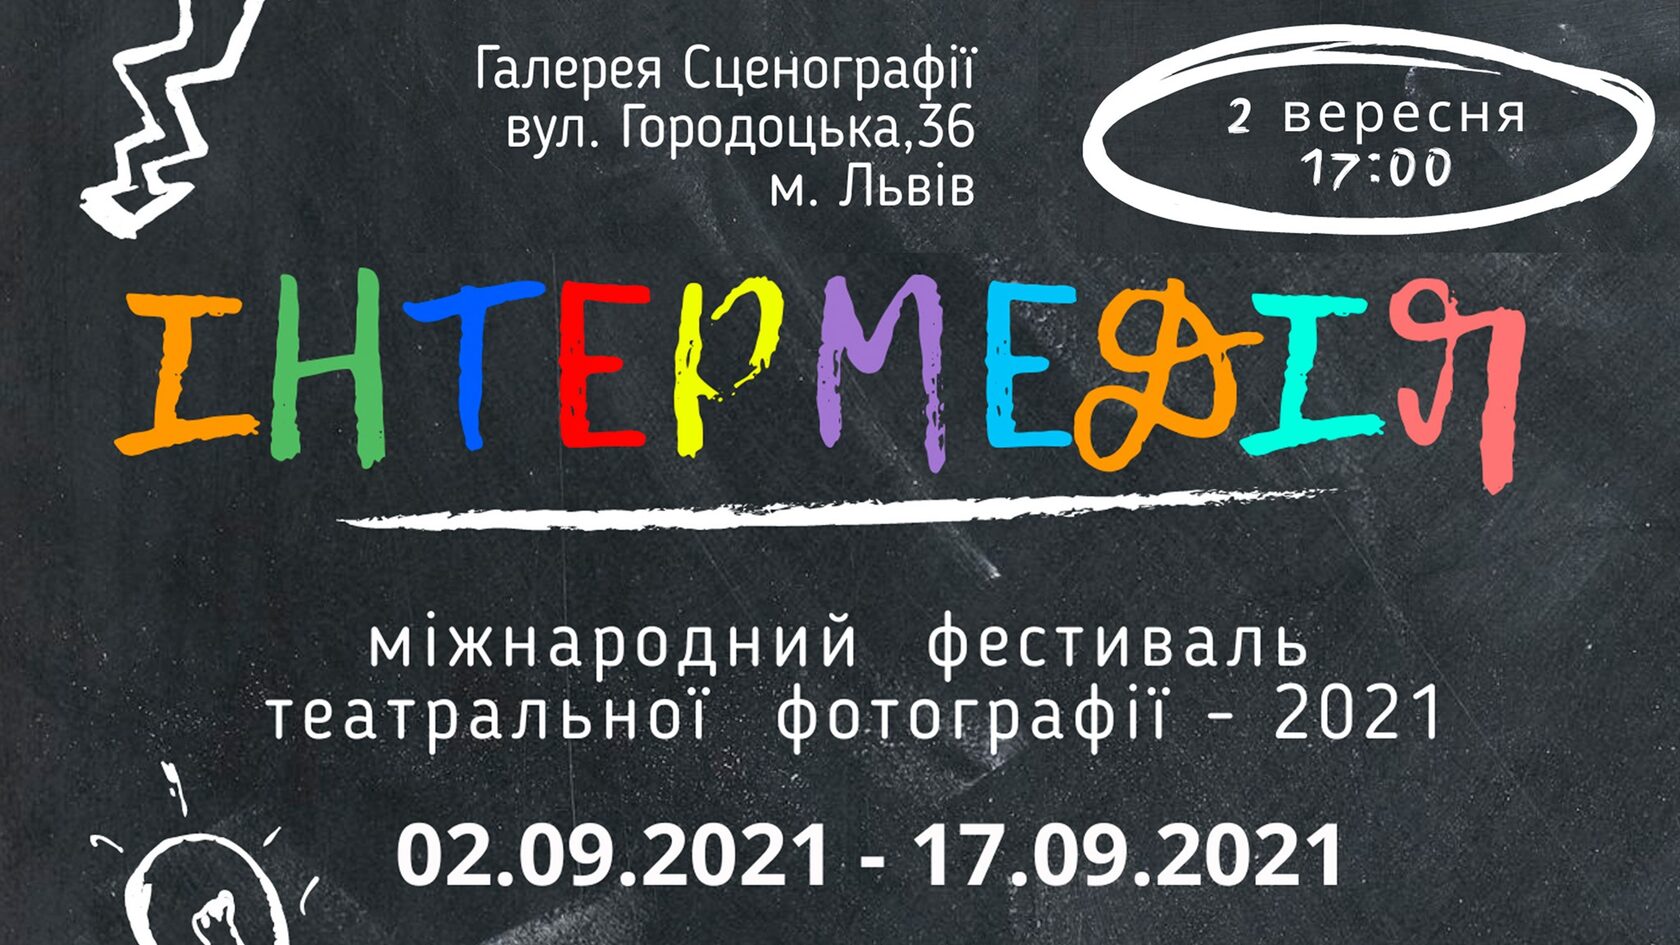 Галерея Сценографії
вул. Городоцька,36
м. Львів
2 вересня
17:00
ІНТЕРМЕДІЯ
міжнародний фестиваль
театральної фотографії - 2021
02.09.2021 - 17.09.2021